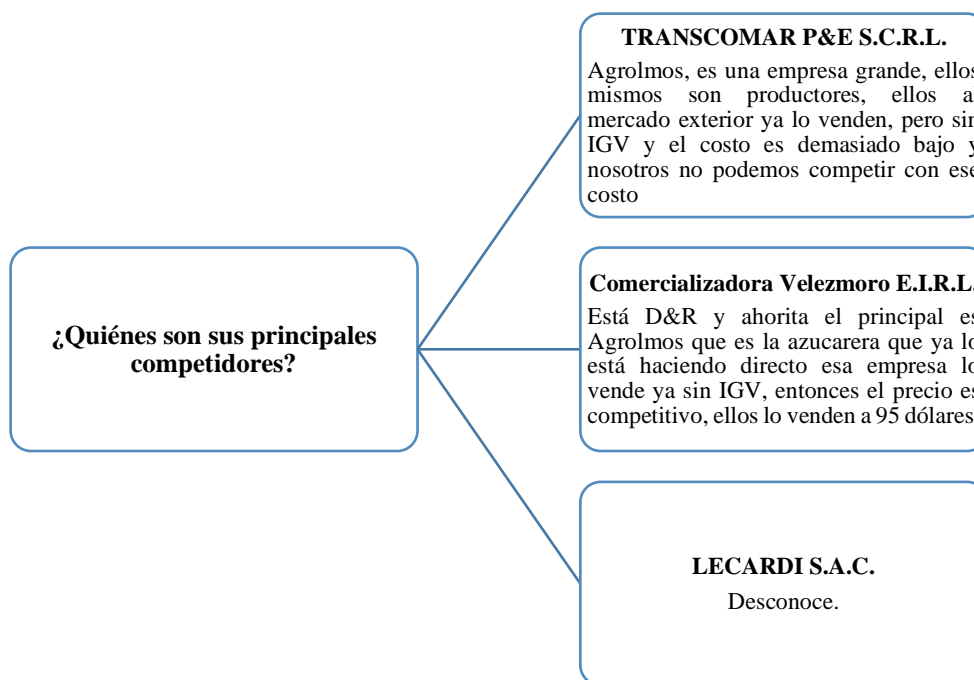 ¿Quiénes son sus principales
competidores?
TRANSCOMAR P&E S.C.R.L.
Agrolmos, es una empresa grande, ellos
mismos son productores, ellos a
mercado exterior ya lo venden, pero sin
IGV y el costo es demasiado bajo y
nosotros no podemos competir con ese
costo
Comercializadora Velezmoro E.I.R.L.
Está D&R y ahorita el principal es
Agrolmos que es la azucarera que ya lo
está haciendo directo esa empresa lo
vende ya sin IGV, entonces el precio es
competitivo, ellos lo venden a 95 dólares
LECARDI S.A.C.
Desconoce.